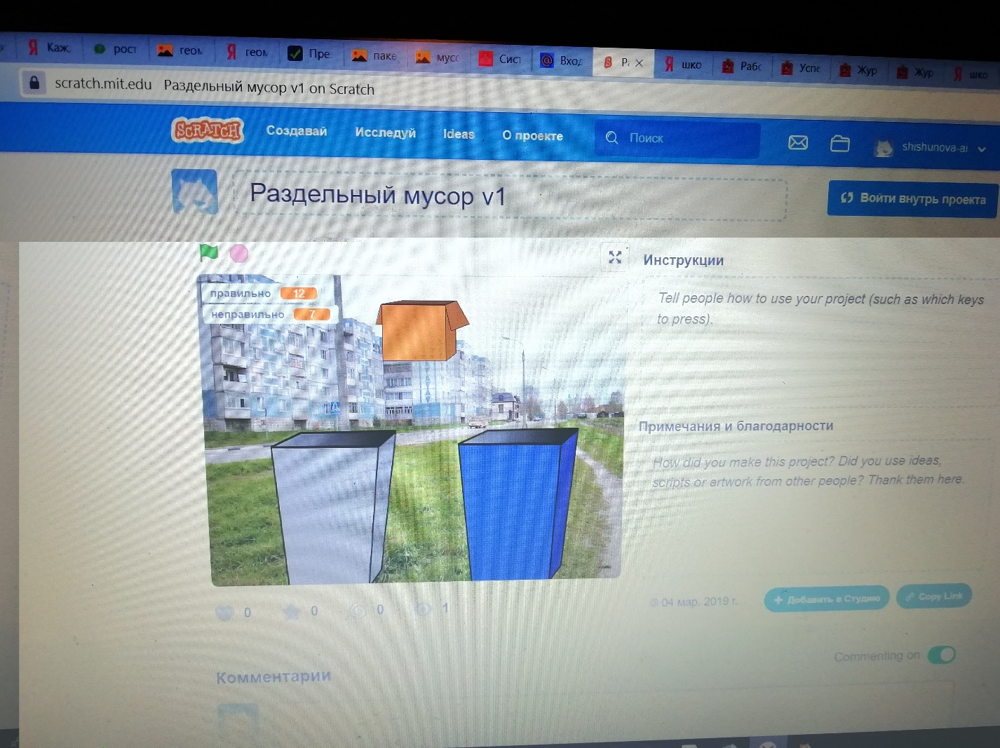 Каж
рост
геом
геом
Пре
паке
мусс
Сист
Вход
Ра
шко
Рабо
Успе
Жур
Жур
шко
scratch.mit.edu Раздельный мусор v1 on Scratch
SCRATCH Создавай Исследуй Ideas О проекте Поиск shishunova-ai
Раздельный мусор v1
Войти внутрь проекта
правильно 12
неправильно 7
Инструкции
Tell people how to use your project (such as which keys
to press).
Примечания и благодарности
How did you make this project? Did you use ideas,
scripts or artwork from other people? Thank them here.
0 0 0 1
© 04 мар. 2019 г.
Добавить в Студию
Copy Link
Commenting on
Комментарии